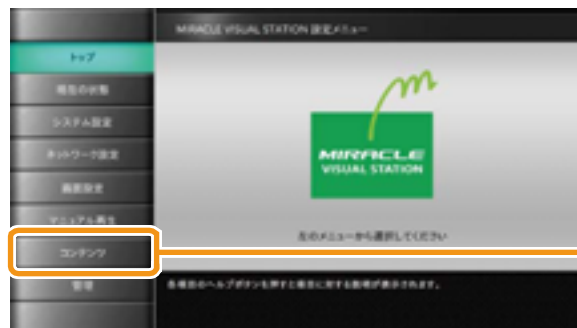 MIRACLE VISUAL STATION 設定メニュー
トップ
現在の状態
システム設定
ネットワーク設定
画面設定
マニュアル再生
コンテンツ
管理
MIRACLE
VISUAL STATION
左のメニューから選択してください
各項目のヘルプボタンを押すと項目に対する説明が表示されます。